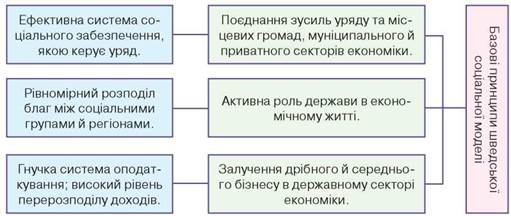 Ефективна система со-
ціального забезпечення,
якою керує уряд.
Поєднання зусиль уряду та міс-
цевих громад, муніципального й
приватного секторів економіки.
Рівномірний розподіл
благ між соціальними
групами й регіонами.
Активна роль держави в еконо-
мічному житті.
Гнучка система оподат-
кування; високий рівень
перерозподілу доходів.
Залучення дрібного й середньо-
го бізнесу в державному секторі
економіки.
Базові принципи шведської
соціальної моделі